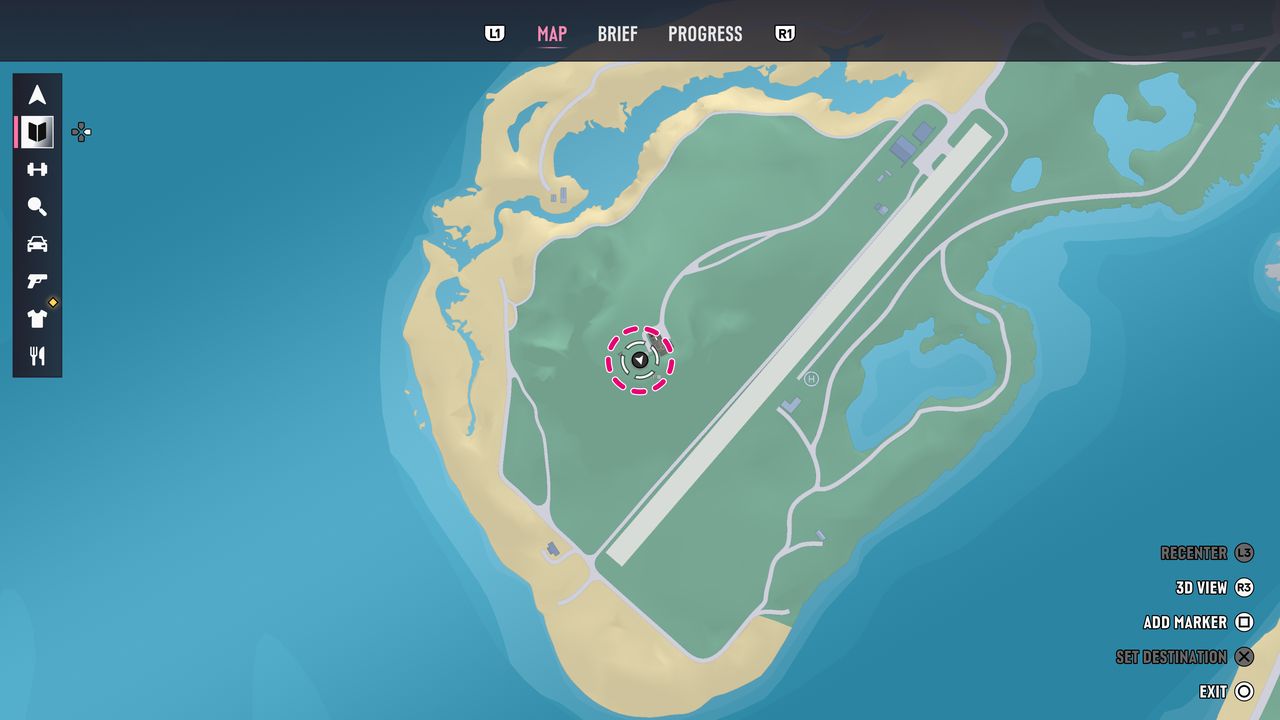 L1 MAP BRIEF PROGRESS R1
H
RECENTER L3
3D VIEW R3
ADD MARKER
SET DESTINATION
EXIT